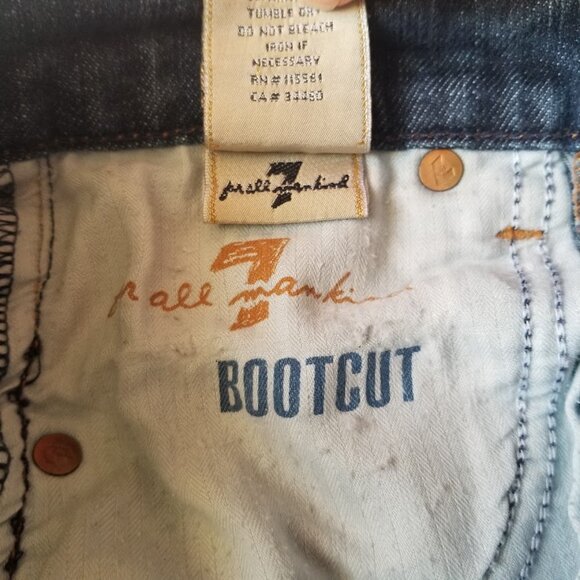 TUMBLE DRY
DO NOT BLEACH
IRON IF
NECESSARY
RN # 115561
CA # 34480
7
for all mankind
7
for all mankind
BOOTCUT